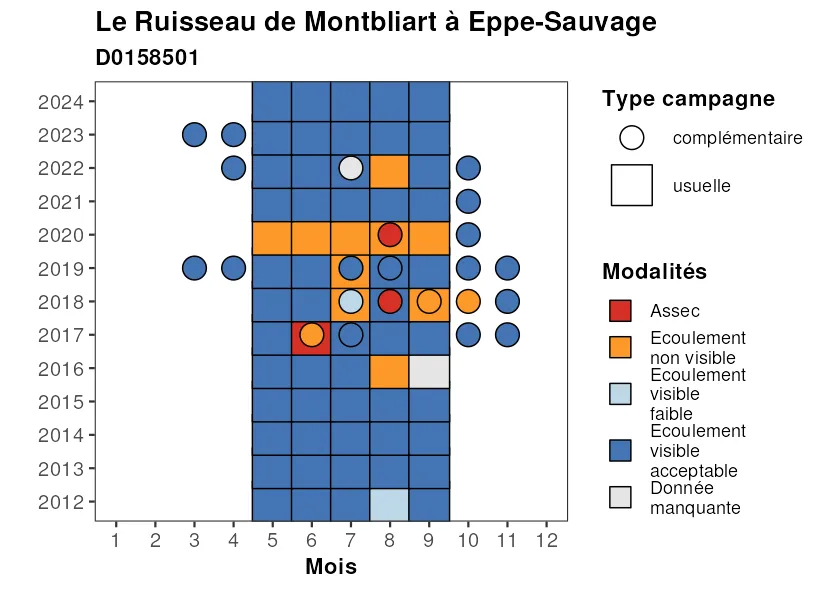 Le Ruisseau de Montbliart à Eppe-Sauvage
D0158501
2024
2023
2022
2021
2020
2019
2018
2017
2016
2015
2014
2013
2012
1 2 3 4 5 6 7 8 9 10 11 12
Mois
Type campagne
complémentaire
usuelle
Modalités
Assec
Ecoulement
non visible
Ecoulement
visible
faible
Ecoulement
visible
acceptable
Donnée
manquante